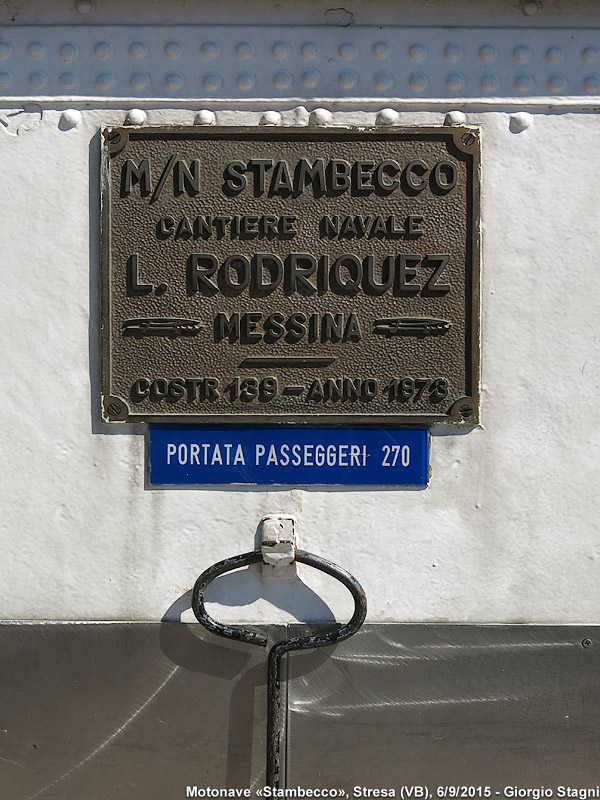 M/N STAMBECCO
CANTIERE NAVALE
L. RODRIQUEZ
MESSINA
COSTR 139 - ANNO 1973
PORTATA PASSEGGERI 270
Motonave «Stambecco», Stresa (VB), 6/9/2015 - Giorgio Stagni